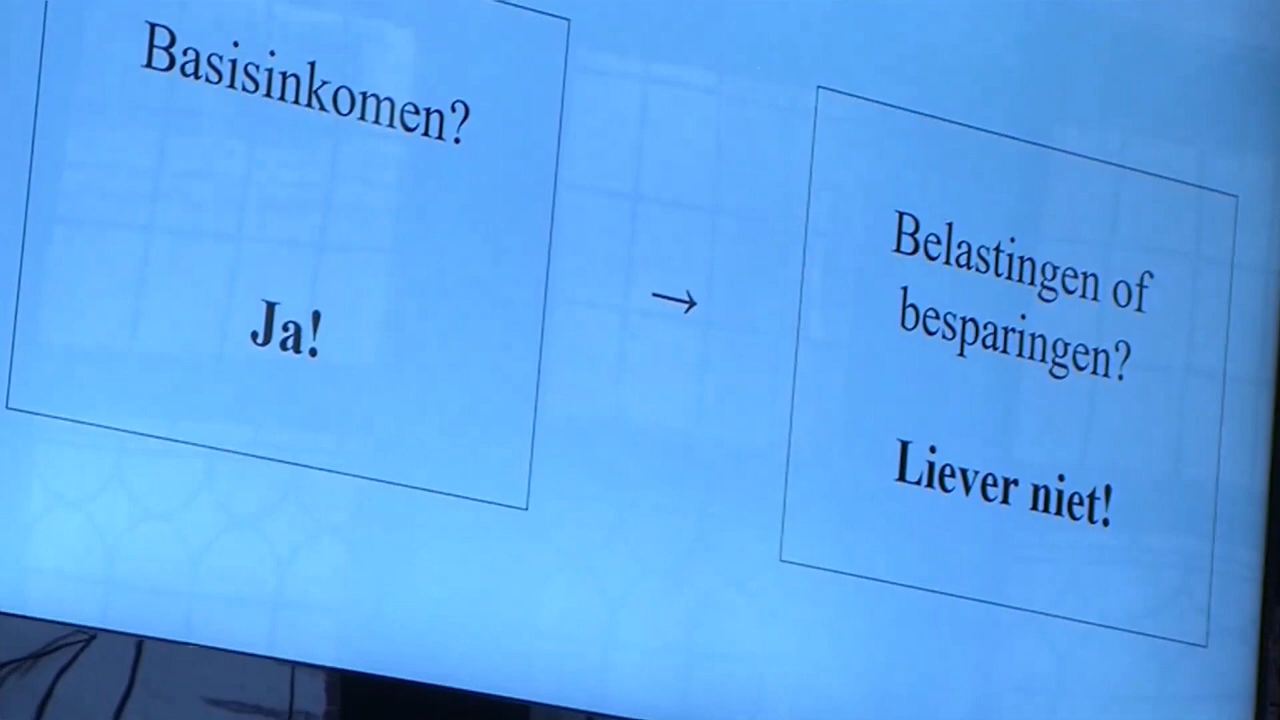 Basisinkomen?
Ja!
→
Belastingen of
besparingen?
Liever niet!